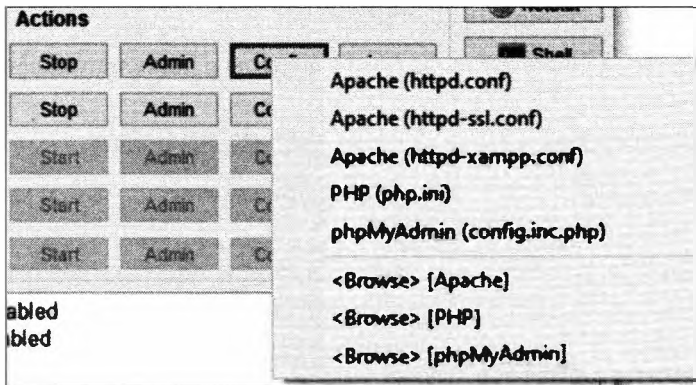 Actions
Stop Admin
Shell
Stop Admin
Start Admin
Start Admin
Start Admin
Apache (httpd.conf)
Apache (httpd-ssl.conf)
Apache (httpd-xampp.conf)
PHP (php.ini)
phpMyAdmin (config.inc.php)
<Browse> [Apache]
<Browse> [PHP]
<Browse> [phpMyAdmin]
abled
bled